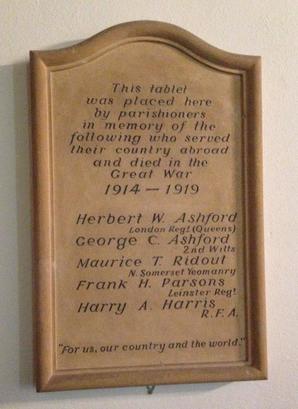 This tablet
was placed here
by parishioners
in memory of the
following who served
their country abroad
and died in the
Great War
1914 — 1919
Herbert W. Ashford
London Regt (Queens)
George C. Ashford
2nd Wilts
Maurice T. Ridout
N. Somerset Yeomanry
Frank H. Parsons
Leinster Regt
Harry A. Harris
R.F.A.
"For us, our country and the world."